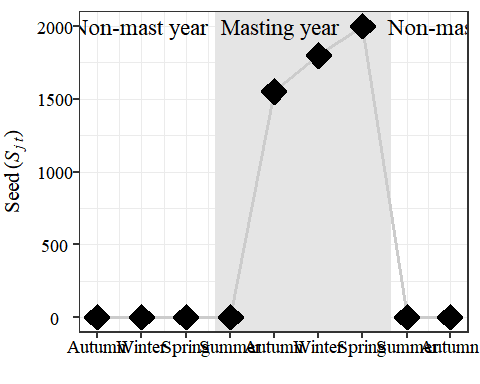 Non-mast year Masting year Non-mas
2000
1500
1000
500
0
Seed (S_{j t})
Autumn Winter Spring Summer Autumn Winter Spring Summer Autumn